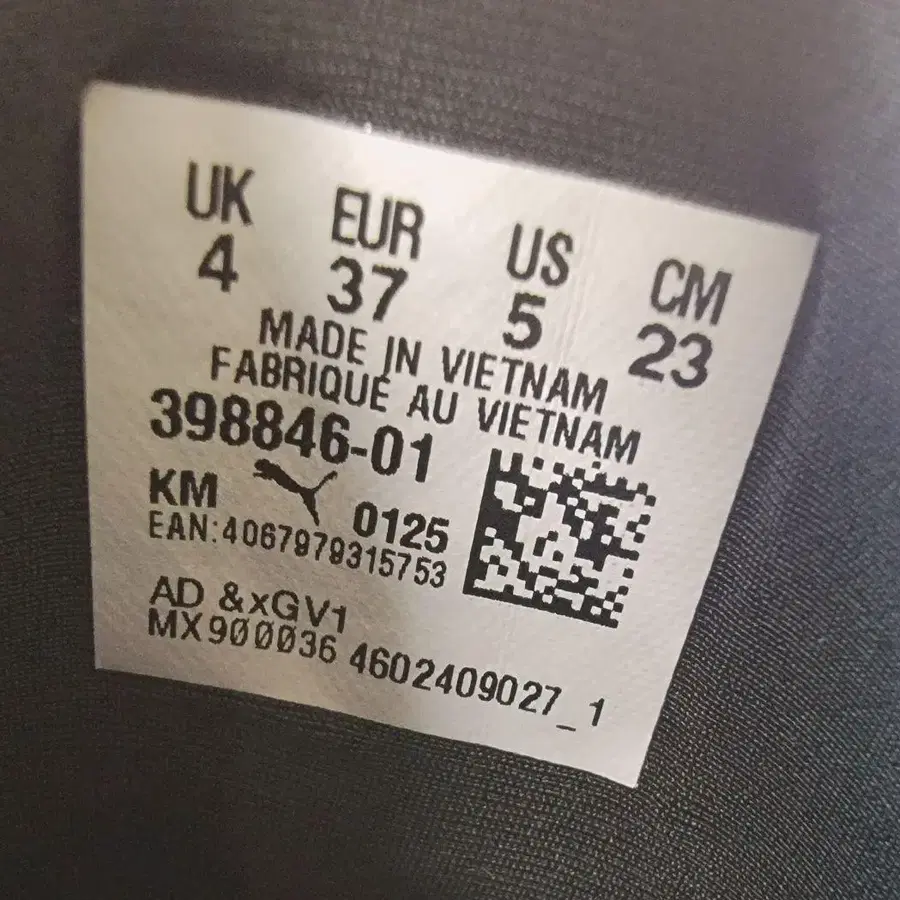 UK EUR US CM
4 37 5 23
MADE IN VIETNAM
FABRIQUÉ AU VIETNAM
398846-01
KM 0125
EAN:4067979315753
AD &xGV1
MX900036 4602409027_1